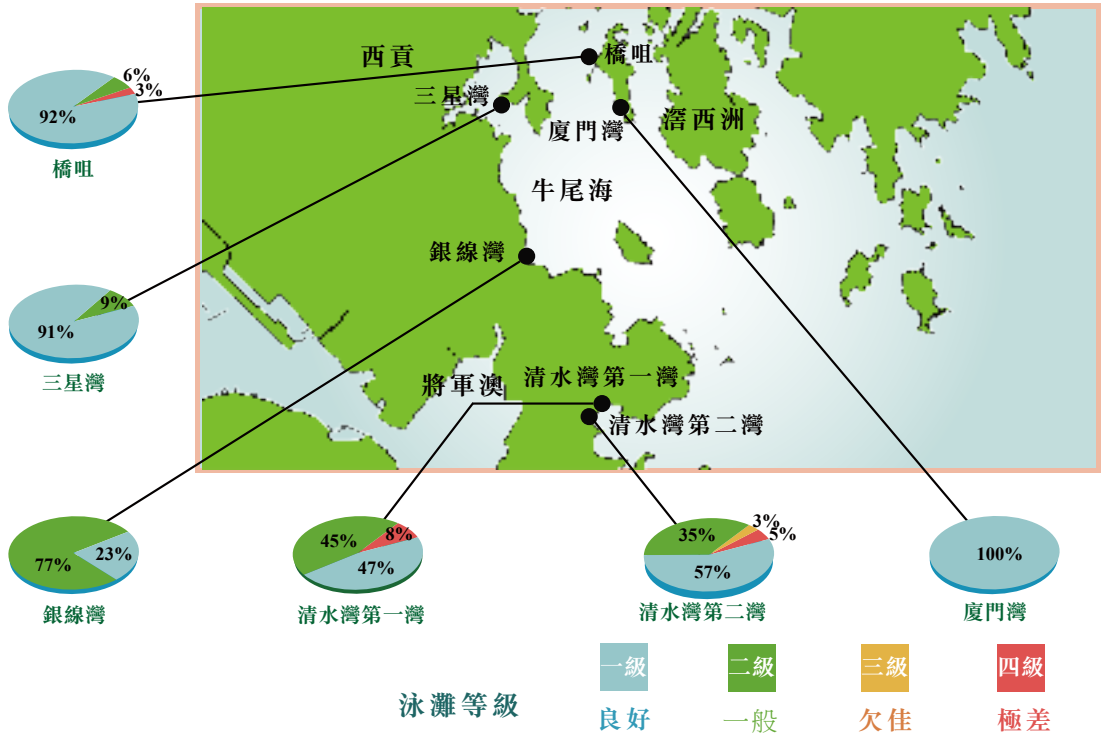 西貢
橋咀
三星灣
廈門灣
滘西洲
牛尾海
銀線灣
將軍澳
清水灣第一灣
清水灣第二灣
6%
3%
92%
橋咀
9%
91%
三星灣
77%
23%
銀線灣
45%
8%
47%
清水灣第一灣
35%
3%
5%
57%
清水灣第二灣
100%
廈門灣
泳灘等級
一級
二級
三級
四級
良好
一般
欠佳
極差